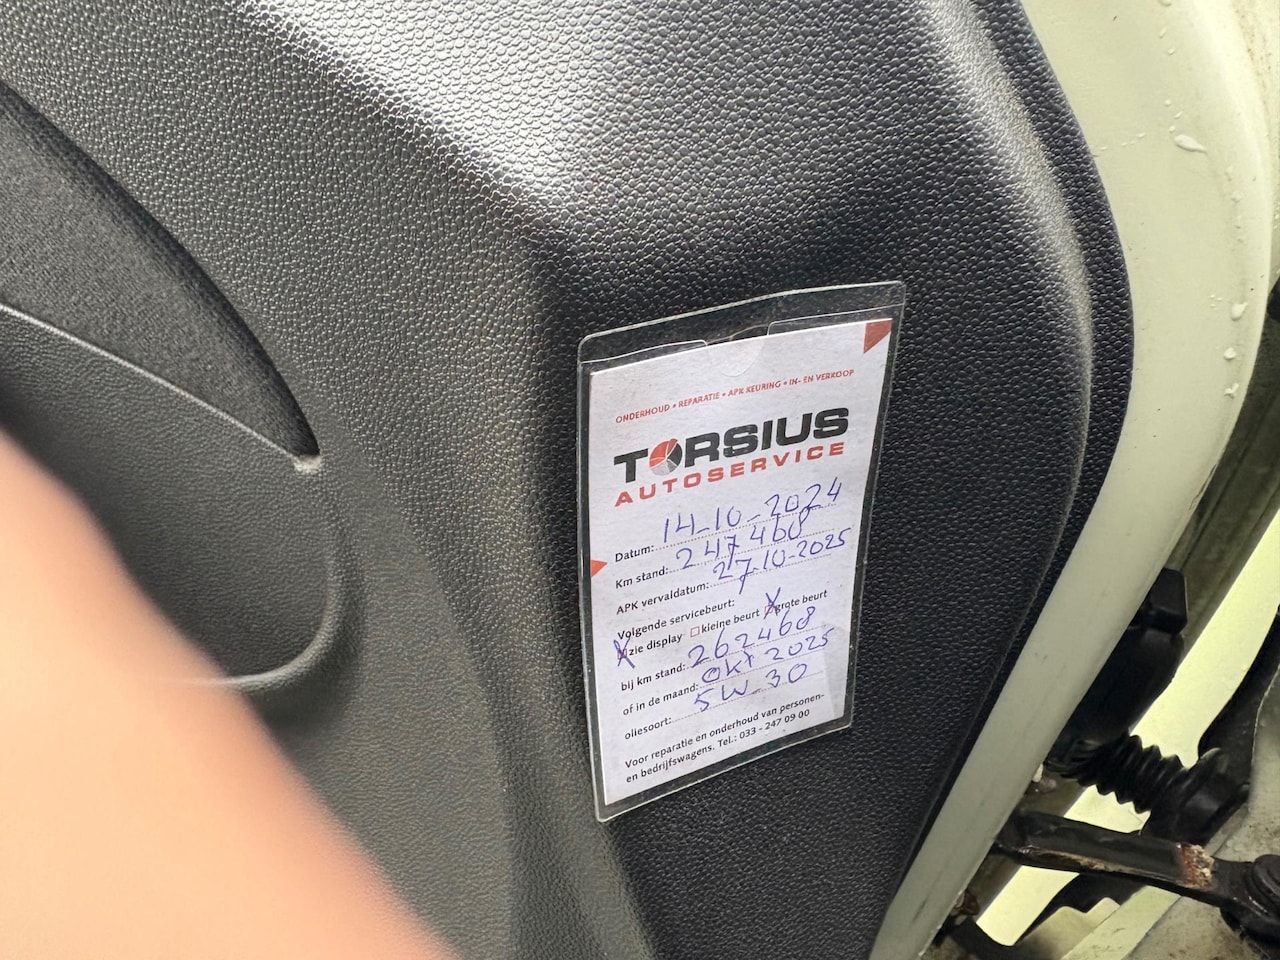 ONDERHOUD • REPARATIE • APK KEURING • IN- EN VERKOOP
TORSIUS
AUTOSERVICE
Datum: 14-10-2024
Km stand: 247468
APK vervaldatum: 27-10-2025
Volgende servicebeurt:
zie display kleine beurt grote beurt
bij km stand: 262468
of in de maand: okt 2025
oliesoort: 5W-30
Voor reparatie en onderhoud van personen-
en bedrijfswagens. Tel.: 033 - 247 09 00